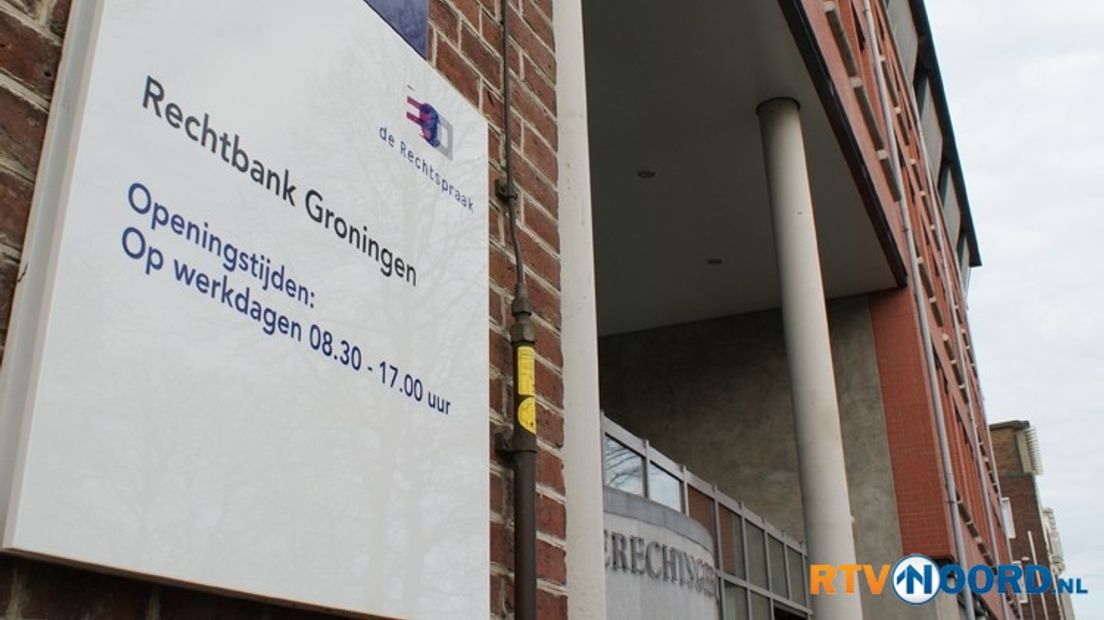 de Rechtspraak
Rechtbank Groningen
Openingstijden:
Op werkdagen 08.30 - 17.00 uur
RTVNOORD.NL